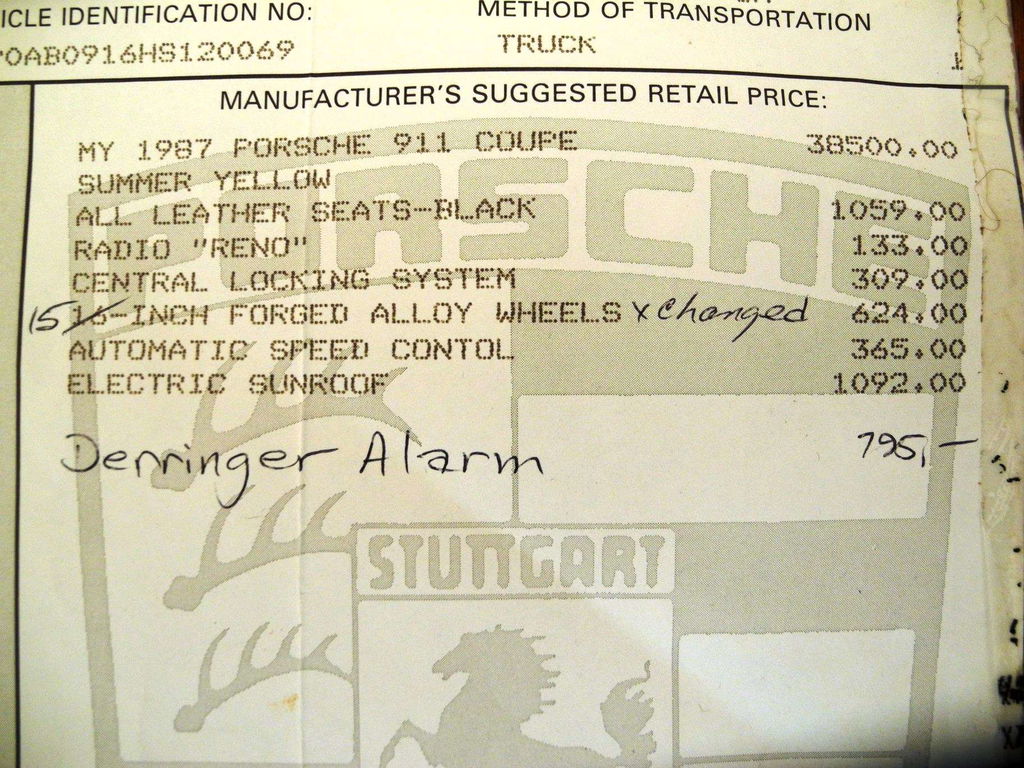 ICLE IDENTIFICATION NO:
METHOD OF TRANSPORTATION
0AB0916HS120069
TRUCK
MANUFACTURER'S SUGGESTED RETAIL PRICE:
MY 1987 PORSCHE 911 COUPE 38500.00
SUMMER YELLOW
ALL LEATHER SEATS-BLACK 1059.00
RADIO "RENO" 133.00
CENTRAL LOCKING SYSTEM 309.00
15 16-INCH FORGED ALLOY WHEELS x changed 624.00
AUTOMATIC SPEED CONTOL 365.00
ELECTRIC SUNROOF 1092.00
Derringer Alarm 795,-
PORSCHE
STUTTGART